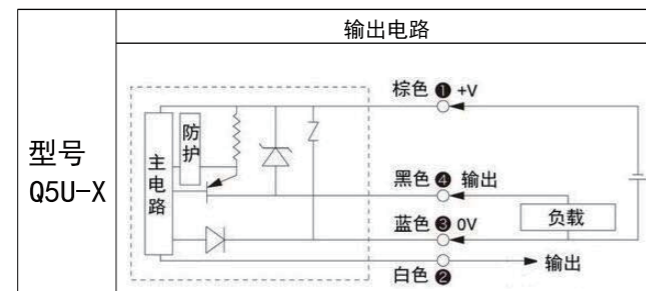 输出电路
型号
Q5U-X
主电路
防护
棕色 ❶ +V
黑色 ❹ 输出
负载
蓝色 ❸ 0V
输出
白色 ❷